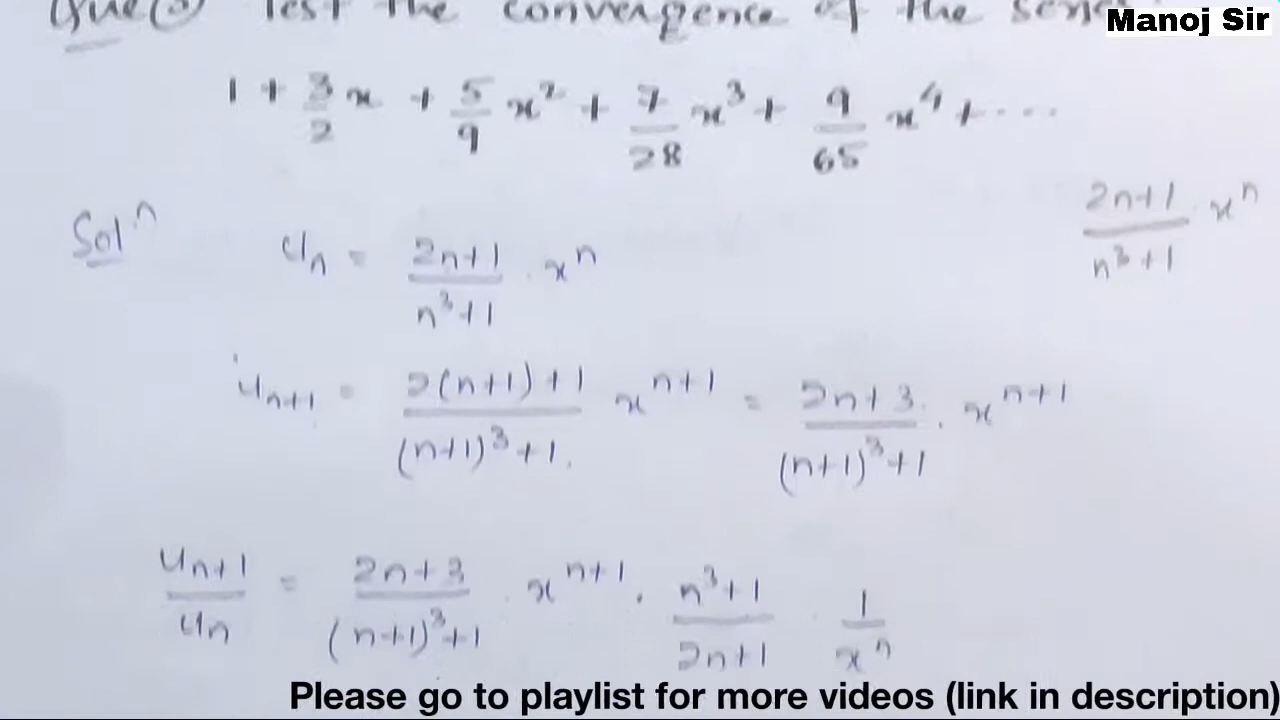 Que③ Test the convergence of the series
Manoj Sir
1 + 3/2 x + 5/9 x² + 7/28 x³ + 9/65 x⁴ + ...
2n+1/n³+1 · xⁿ
Solⁿ uₙ = 2n+1/n³+1 · xⁿ
uₙ₊₁ = 2(n+1)+1/(n+1)³+1 xⁿ⁺¹ = 2n+3/(n+1)³+1 · xⁿ⁺¹
uₙ₊₁/uₙ = 2n+3/(n+1)³+1 · xⁿ⁺¹ · n³+1/2n+1 · 1/xⁿ
Please go to playlist for more videos (link in description)